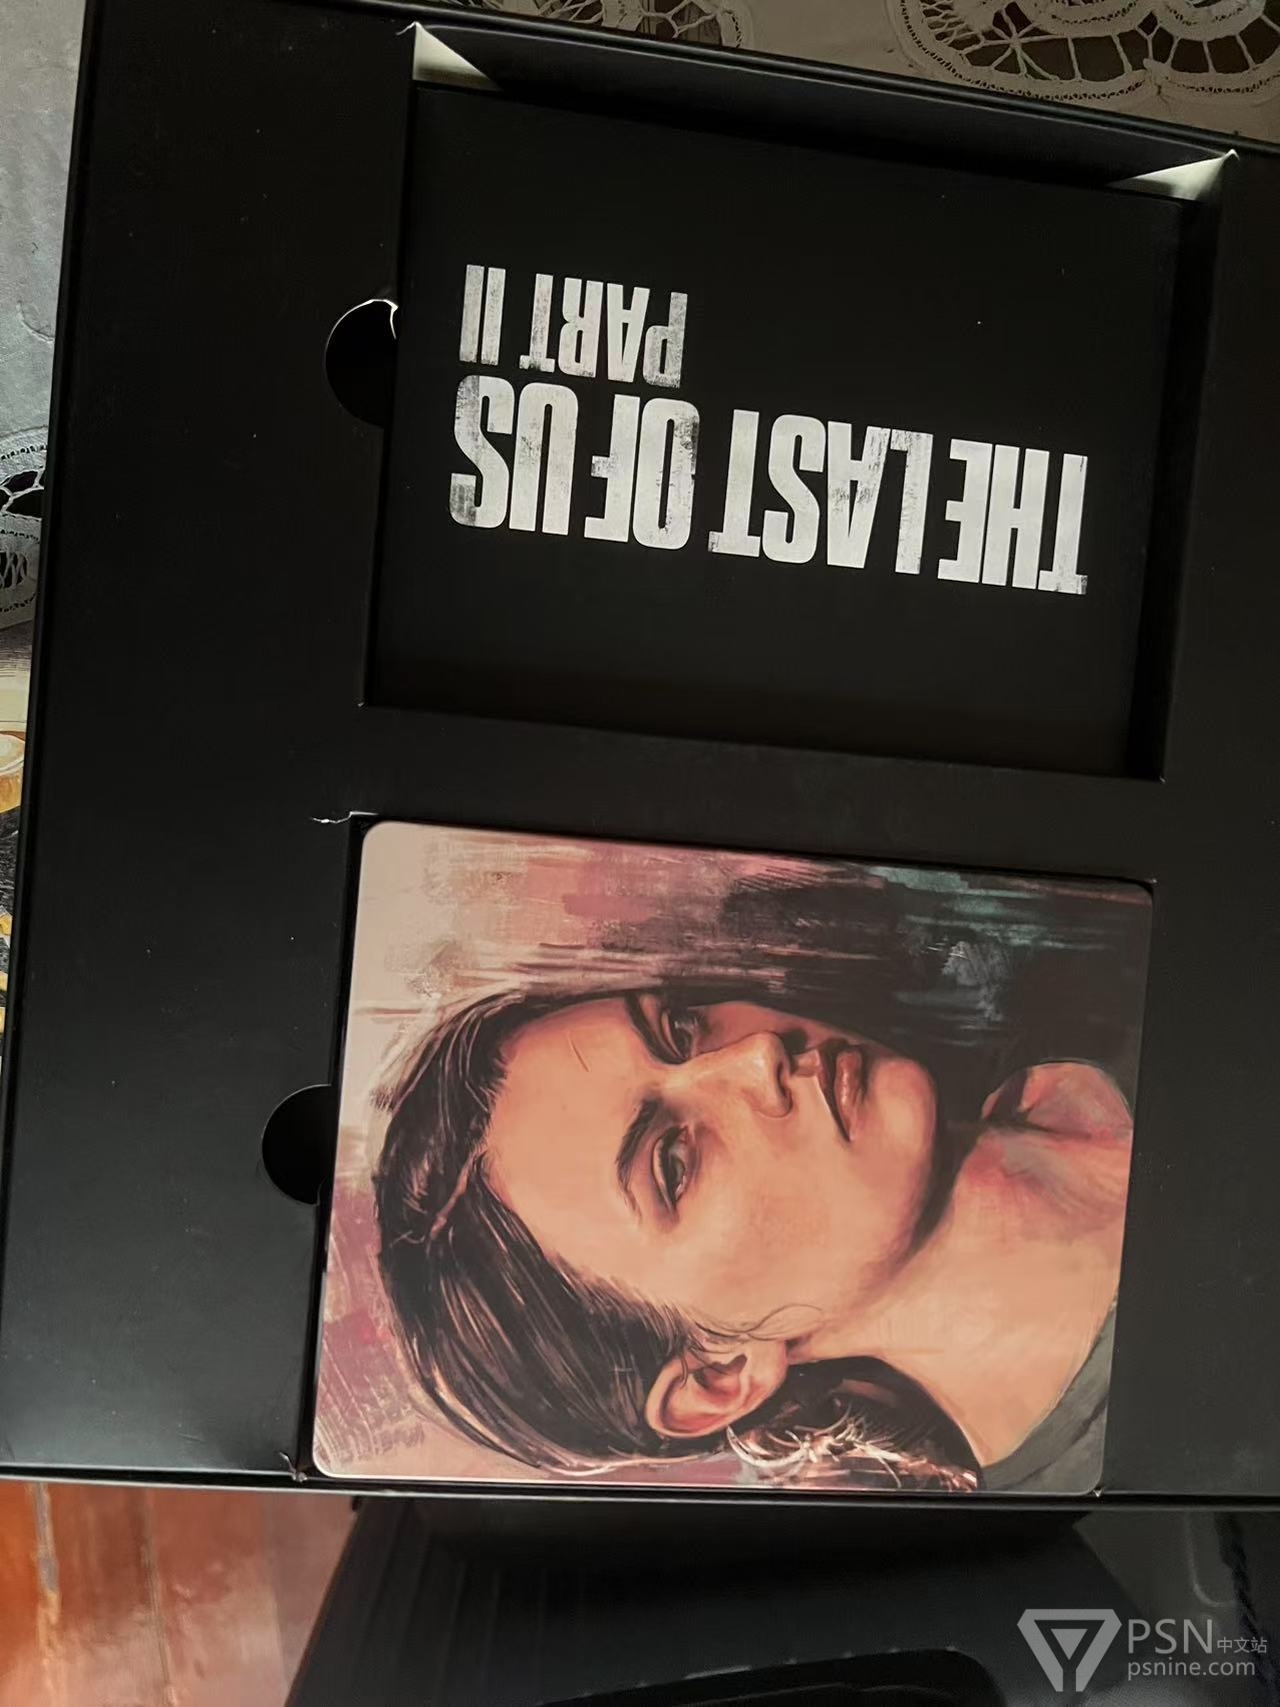 THE LAST OF US
PART II
PSN中文站
psnine.com